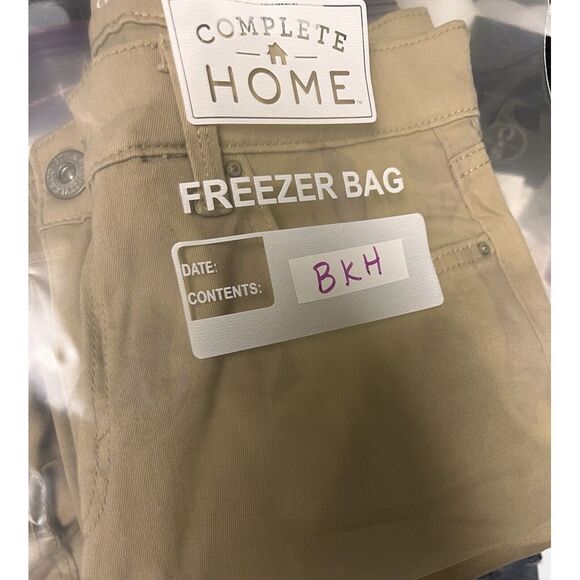 COMPLETE
HOME
FREEZER BAG
DATE:
CONTENTS:
BKH